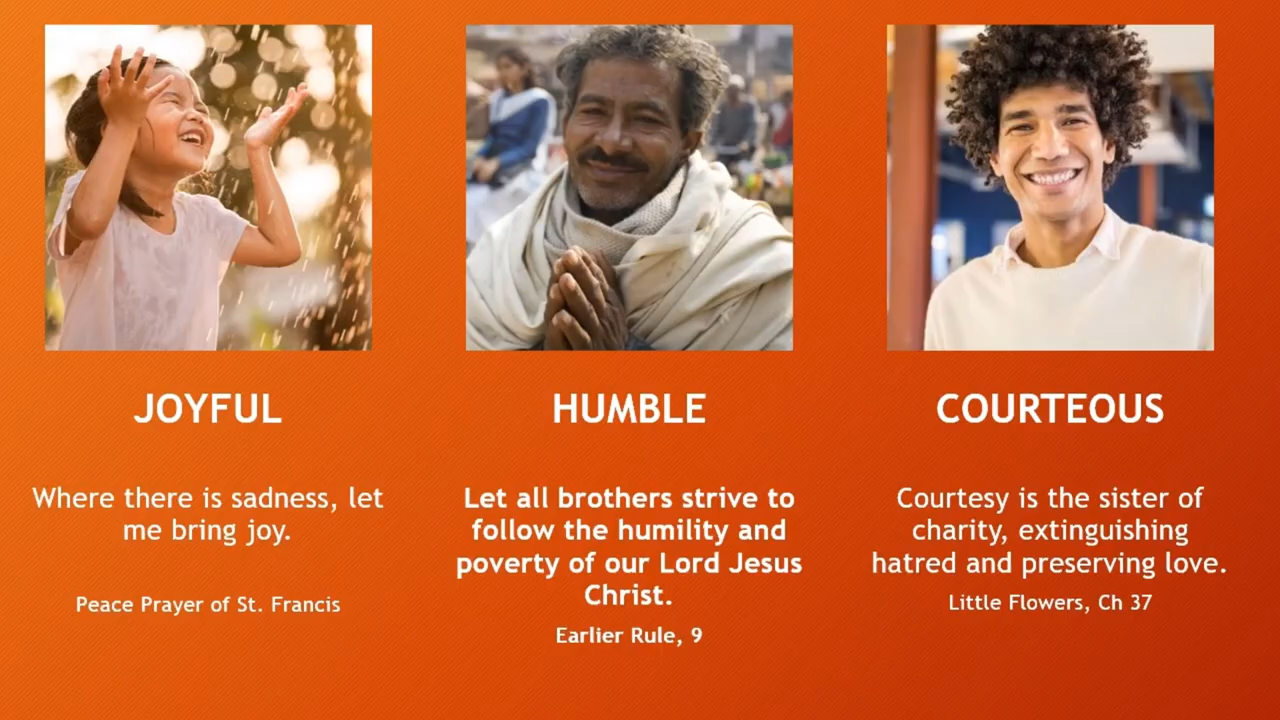 JOYFUL
Where there is sadness, let
me bring joy.
Peace Prayer of St. Francis
HUMBLE
Let all brothers strive to
follow the humility and
poverty of our Lord Jesus
Christ.
Earlier Rule, 9
COURTEOUS
Courtesy is the sister of
charity, extinguishing
hatred and preserving love.
Little Flowers, Ch 37